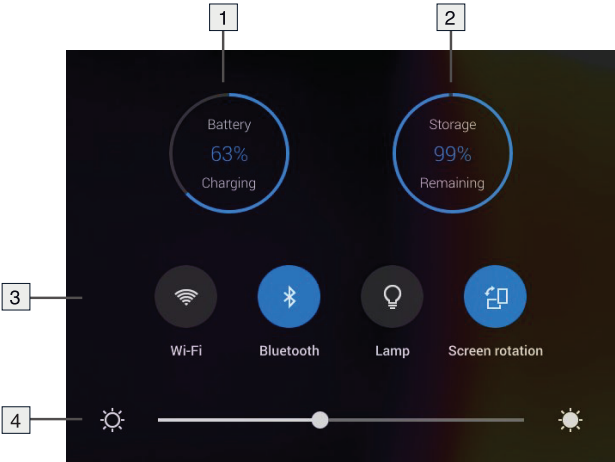 1
2
Battery
63%
Charging
Storage
99%
Remaining
3
Wi-Fi
Bluetooth
Lamp
Screen rotation
4